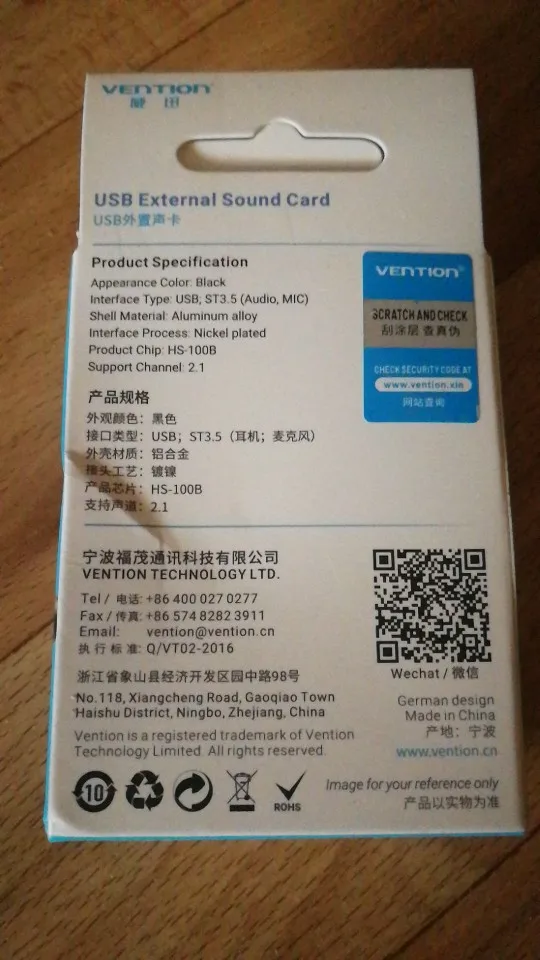 VENTION
威迅
USB External Sound Card
USB外置声卡
Product Specification
Appearance Color: Black
Interface Type: USB; ST3.5 (Audio, MIC)
Shell Material: Aluminum alloy
Interface Process: Nickel plated
Product Chip: HS-100B
Support Channel: 2.1
VENTION®
SCRATCH AND CHECK
刮涂层 查真伪
CHECK SECURITY CODE AT
www.vention.xin
网站查询
产品规格
外观颜色：黑色
接口类型：USB；ST3.5（耳机；麦克风）
外壳材质：铝合金
接头工艺：镀镍
产品芯片：HS-100B
支持声道：2.1
宁波福茂通讯科技有限公司
VENTION TECHNOLOGY LTD.
Tel / 电话: +86 400 027 0277
Fax / 传真: +86 574 8282 3911
Email: vention@vention.cn
执行标准: Q/VT02-2016
Wechat / 微信
浙江省象山县经济开发区园中路98号
No.118, Xiangcheng Road, Gaoqiao Town
Haishu District, Ningbo, Zhejiang, China
German design
Made in China
产地：宁波
www.vention.cn
Vention is a registered trademark of Vention
Technology Limited. All rights reserved.
10
ROHS
Image for your reference only
产品以实物为准